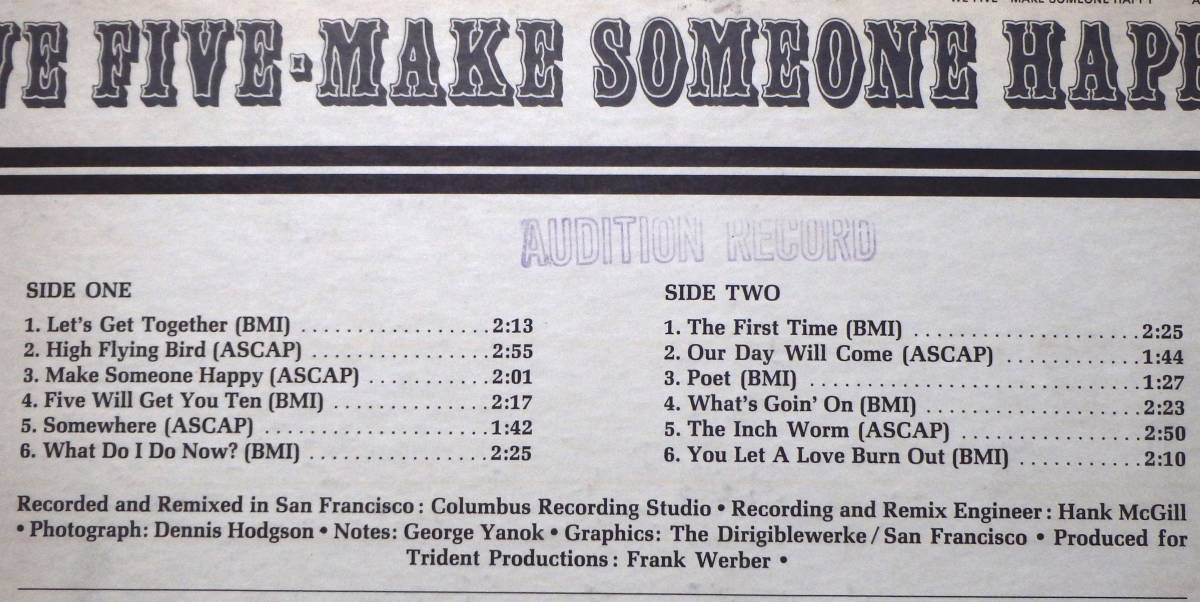 WE FIVE - MAKE SOMEONE HAPPY
FIVE-MAKE SOMEONE
AUDITION RECORD
SIDE ONE
1. Let's Get Together (BMI) ................. 2:13
2. High Flying Bird (ASCAP) ................ 2:55
3. Make Someone Happy (ASCAP) ........... 2:01
4. Five Will Get You Ten (BMI) .............. 2:17
5. Somewhere (ASCAP) ..................... 1:42
6. What Do I Do Now? (BMI) ................ 2:25
SIDE TWO
1. The First Time (BMI) .................... 2:25
2. Our Day Will Come (ASCAP) ............ 1:44
3. Poet (BMI) ............................. 1:27
4. What's Goin' On (BMI) .................. 2:23
5. The Inch Worm (ASCAP) ................ 2:50
6. You Let A Love Burn Out (BMI) .......... 2:10
Recorded and Remixed in San Francisco: Columbus Recording Studio • Recording and Remix Engineer: Hank McGill
• Photograph: Dennis Hodgson • Notes: George Yanok • Graphics: The Dirigiblewerke/San Francisco • Produced for
Trident Productions: Frank Werber •